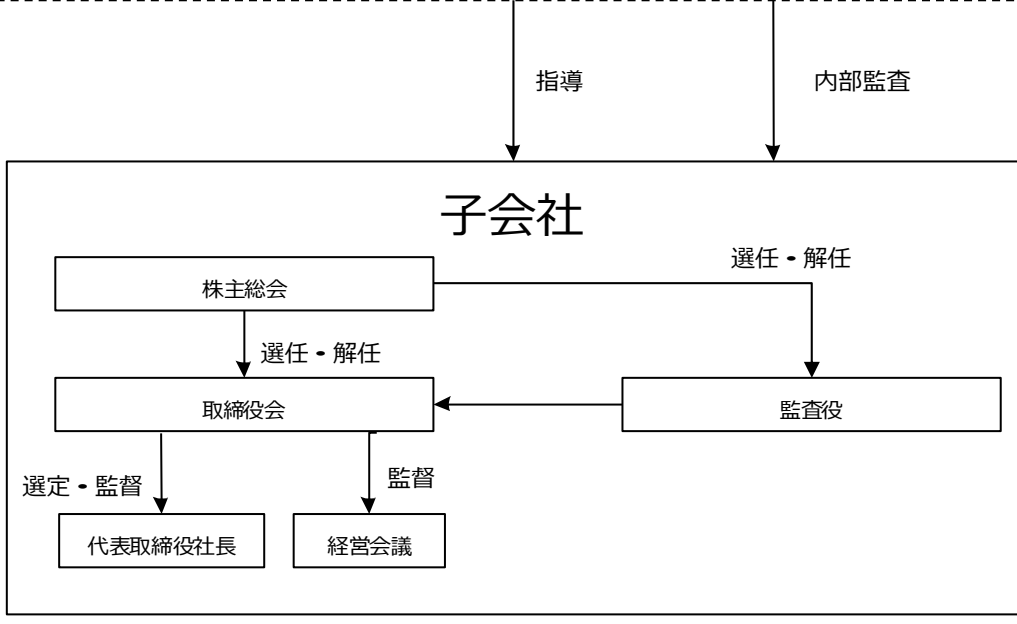 指導
内部監査
子会社
選任・解任
株主総会
選任・解任
取締役会
監査役
選定・監督
監督
代表取締役社長
経営会議